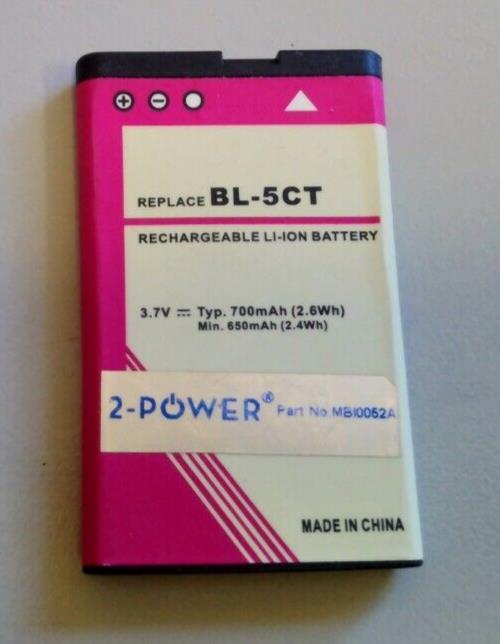 REPLACE BL-5CT
RECHARGEABLE LI-ION BATTERY
3.7V ⎓ Typ. 700mAh (2.6Wh)
Min. 650mAh (2.4Wh)
2-POWER® Part No.MBI0052A
MADE IN CHINA